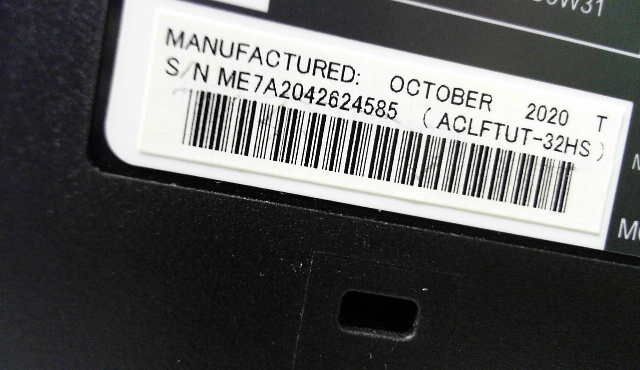 MANUFACTURED: OCTOBER 2020 T
S/N ME7A2042624585 (ACLFTUT-32HS)